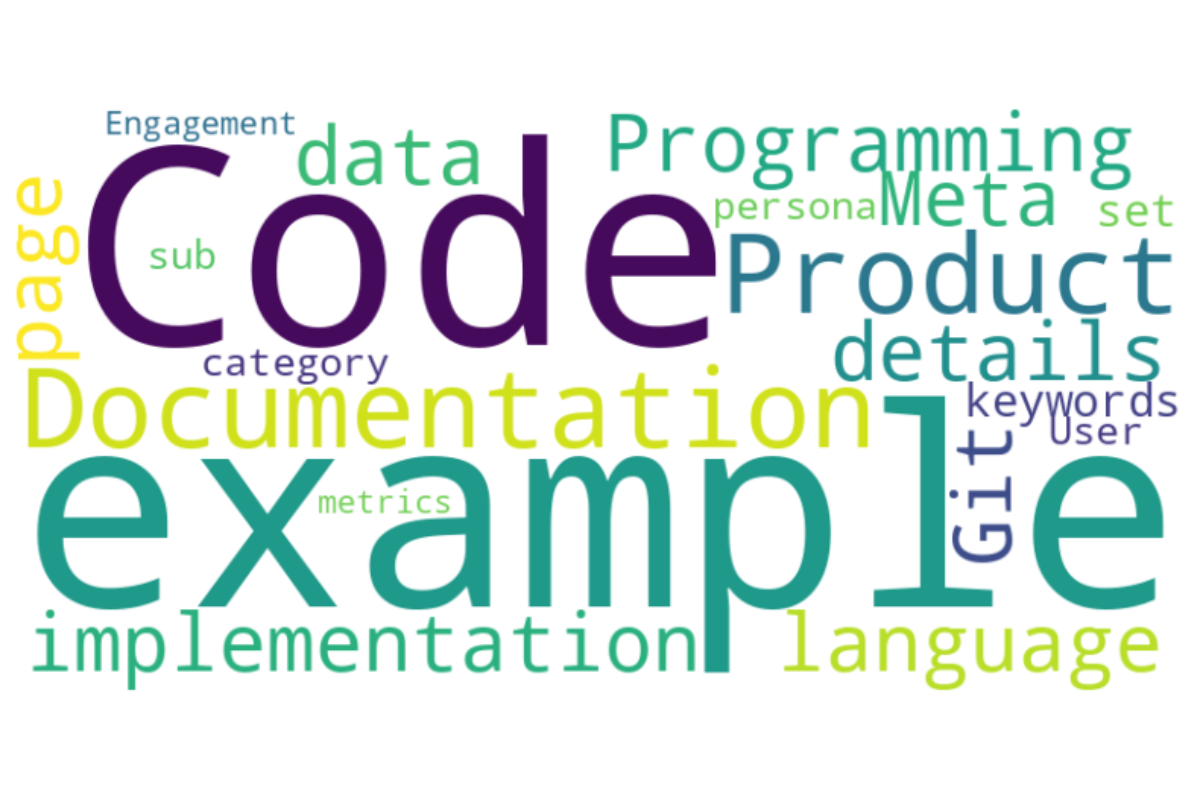 Engagement
data
Programming
page
Code
persona
Meta
set
sub
Product
category
details
Documentation
keywords
User
example
metrics
Git
implementation
language